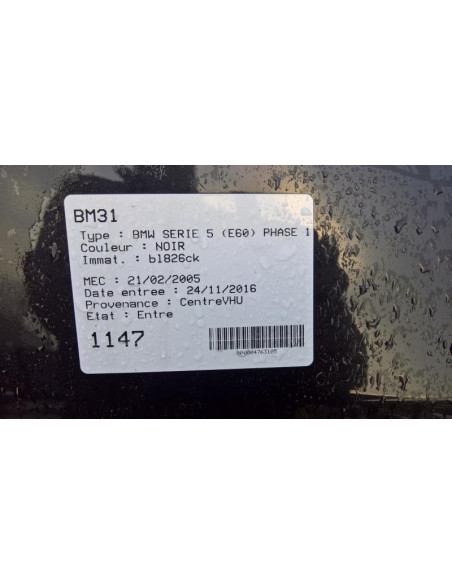 BM31
Type : BMW SERIE 5 (E60) PHASE 1
Couleur : NOIR
Immat. : bl826ck
MEC : 21/02/2005
Date entree : 24/11/2016
Provenance : CentreVHU
Etat : Entre
1147